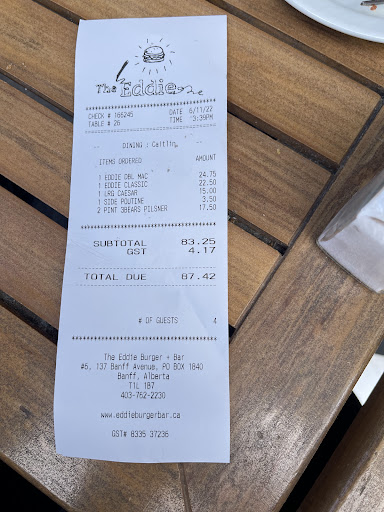 The Eddie
CHECK # 166245 DATE 6/11/22
TABLE # 26 TIME 3:39PM
DINING : Caitlin
ITEMS ORDERED AMOUNT
1 EDDIE DBL MAC 24.75
1 EDDIE CLASSIC 22.50
1 LRG CAESAR 15.00
1 SIDE POUTINE 3.50
2 PINT 3BEARS PILSNER 17.50
SUBTOTAL 83.25
GST 4.17
TOTAL DUE 87.42
# OF GUESTS 4
The Eddie Burger + Bar
#6, 137 Banff Avenue, PO BOX 1840
Banff, Alberta
T1L 1B7
403-762-2230
www.eddieburgerbar.ca
GST# 8335 37236